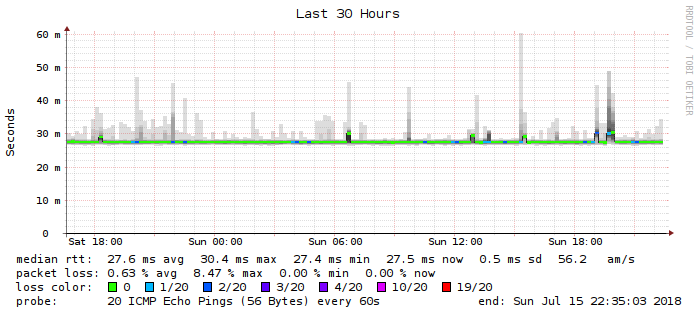 Last 30 Hours
RRDTOOL / TOBI OETIKER
Seconds
60 m
50 m
40 m
30 m
20 m
10 m
0
Sat 18:00 Sun 00:00 Sun 06:00 Sun 12:00 Sun 18:00
median rtt: 27.6 ms avg 30.4 ms max 27.4 ms min 27.5 ms now 0.5 ms sd 56.2 am/s
packet loss: 0.63 % avg 8.47 % max 0.00 % min 0.00 % now
loss color: 0 1/20 2/20 3/20 4/20 10/20 19/20
probe: 20 ICMP Echo Pings (56 Bytes) every 60s end: Sun Jul 15 22:35:03 2018